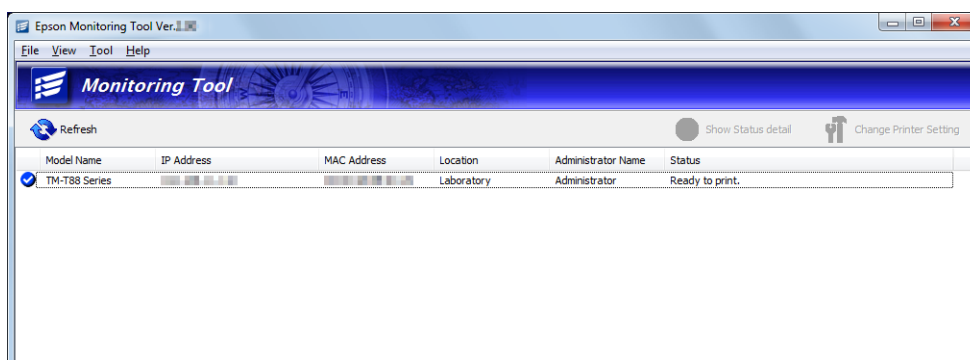 Epson Monitoring Tool Ver.
File View Tool Help
Monitoring Tool
Refresh Show Status detail Change Printer Setting
Model Name IP Address MAC Address Location Administrator Name Status
TM-T88 Series Laboratory Administrator Ready to print.